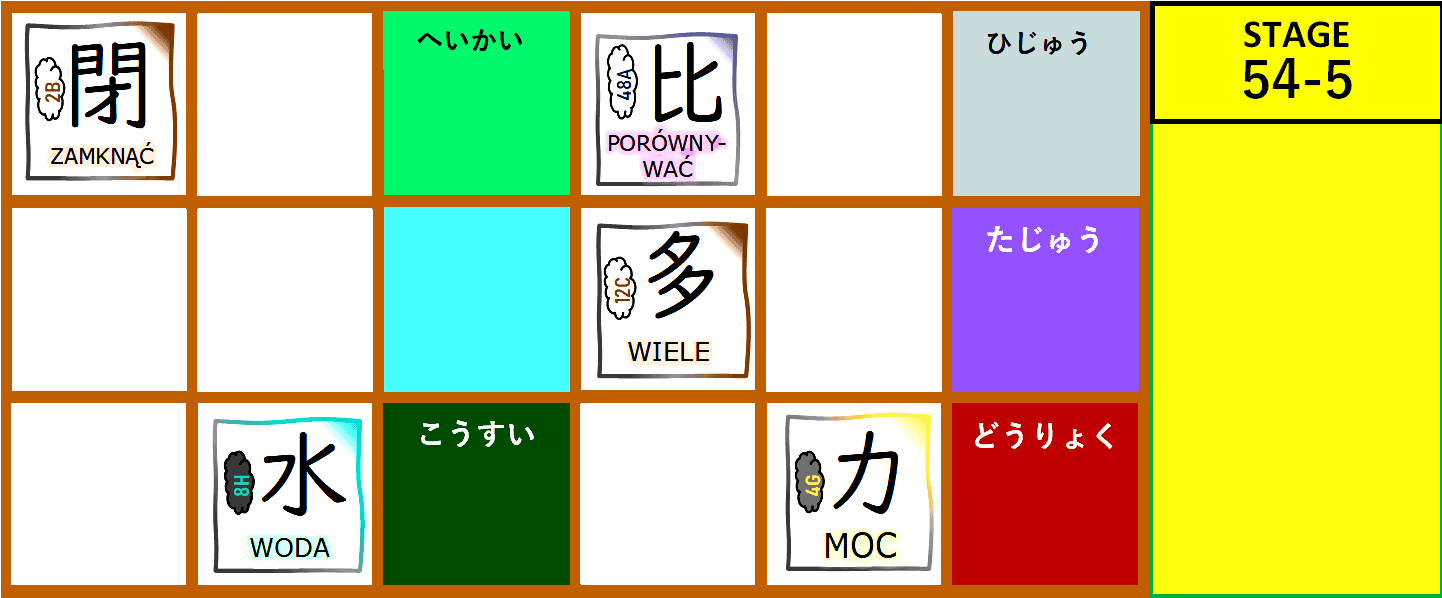 閉
2B
ZAMKNĄĆ
へいかい
比
48A
PORÓWNY-
WAĆ
ひじゅう
STAGE
54-5
多
12C
WIELE
たじゅう
水
8H
WODA
こうすい
力
4G
MOC
どうりょく